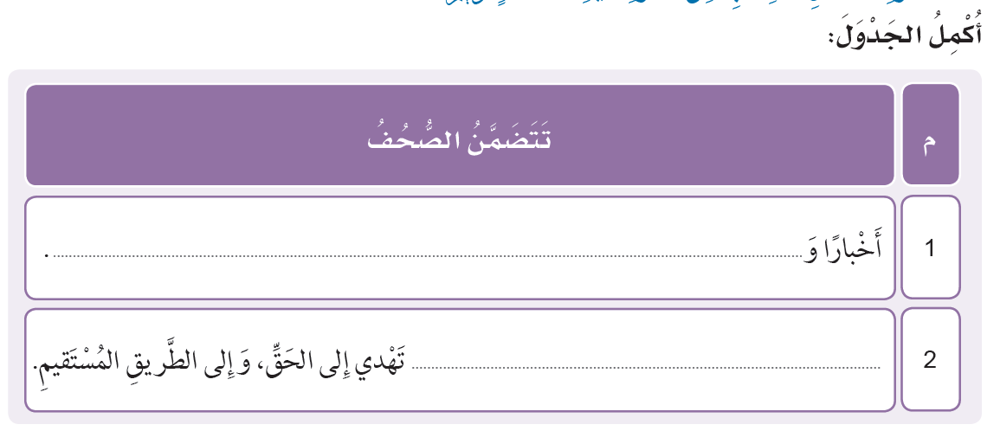 أُكْمِلُ الجَدْوَلَ:
م تَتَضَمَّنُ الصُّحُفُ
1 أَخْبارًا وَ .
2 تَهْدي إِلى الحَقِّ، وَإِلى الطَّريقِ المُسْتَقيمِ.